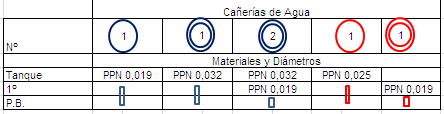 Cañerías de Agua
Nº 1 1 2 1 1
Materiales y Diámetros
Tanque PPN 0,019 PPN 0,032 PPN 0,032 PPN 0,025
1º PPN 0,019 PPN 0,019
P.B.